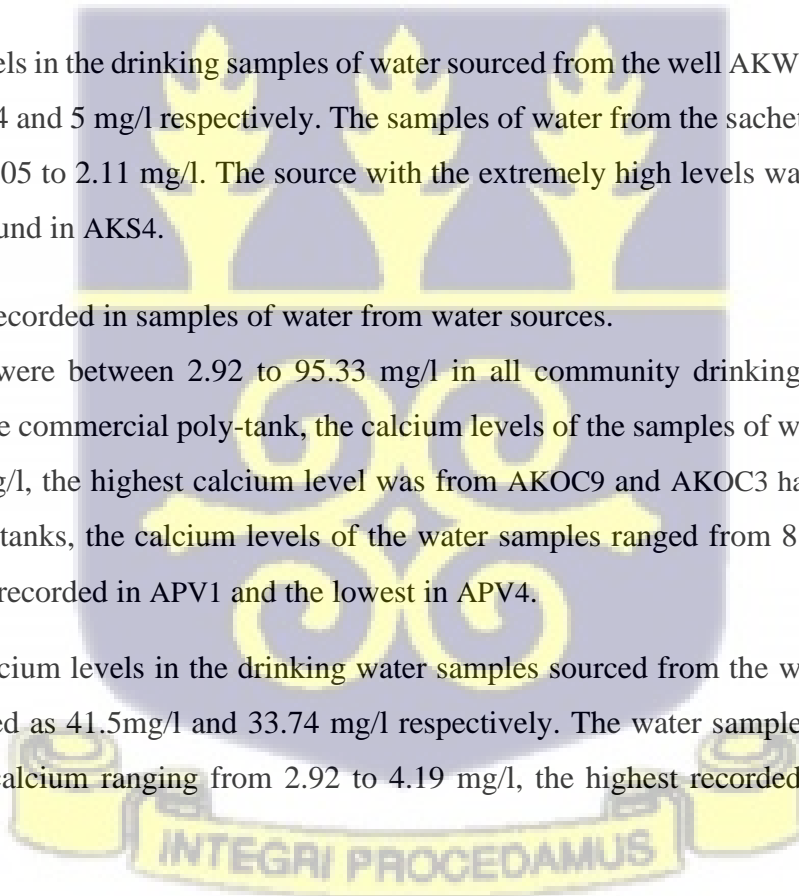 els in the drinking samples of water sourced from the well AKW
4 and 5 mg/l respectively. The samples of water from the sachet
05 to 2.11 mg/l. The source with the extremely high levels wa
und in AKS4.
ecorded in samples of water from water sources.
were between 2.92 to 95.33 mg/l in all community drinking
e commercial poly-tank, the calcium levels of the samples of w
g/l, the highest calcium level was from AKOC9 and AKOC3 ha
tanks, the calcium levels of the water samples ranged from 8
recorded in APV1 and the lowest in APV4.
lcium levels in the drinking water samples sourced from the w
ed as 41.5mg/l and 33.74 mg/l respectively. The water sample
calcium ranging from 2.92 to 4.19 mg/l, the highest recorded
INTEGRI PROCEDAMUS